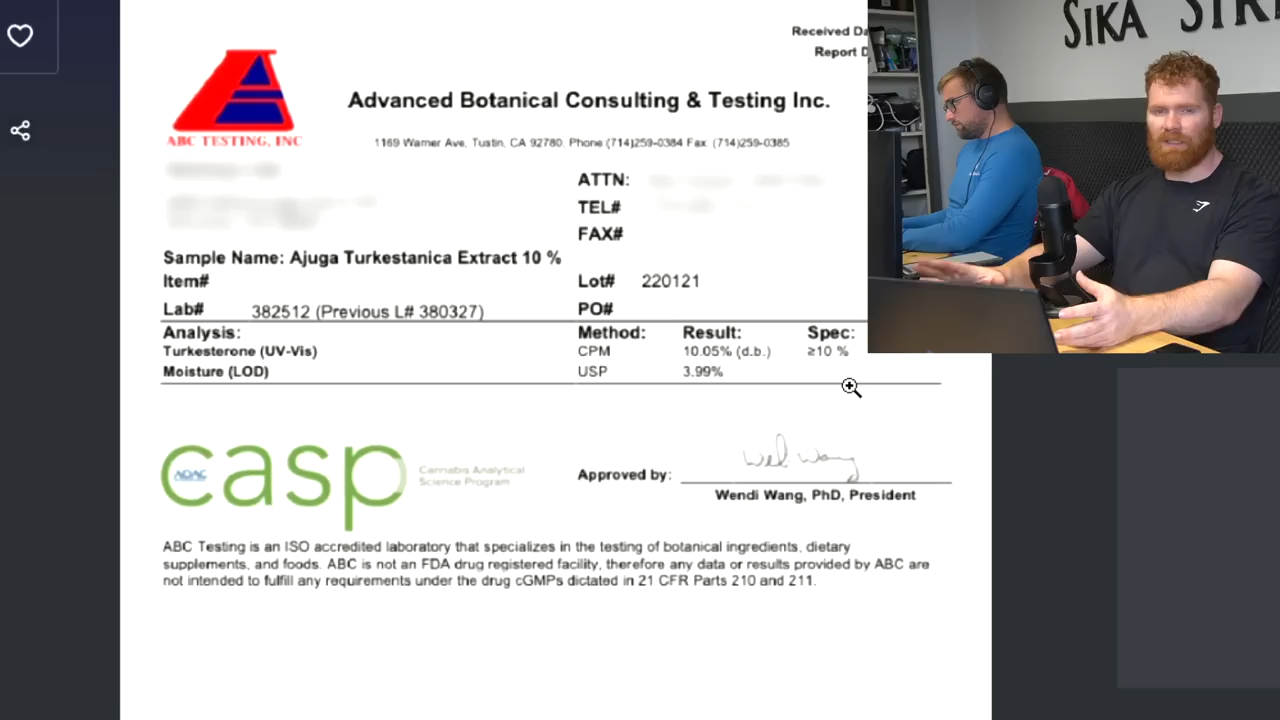 Received Da
Report D
SIKA STR
Advanced Botanical Consulting & Testing Inc.
ABC TESTING, INC
1169 Warner Ave, Tustin, CA 92780, Phone (714)259-0384 Fax: (714)259-0385
ATTN:
TEL#
FAX#
Sample Name: Ajuga Turkestanica Extract 10 %
Item#
Lot# 220121
Lab# 382512 (Previous L# 380327)
PO#
Analysis: Method: Result: Spec:
Turkesterone (UV-Vis) CPM 10.05% (d.b.) ≥10 %
Moisture (LOD) USP 3.99%
casp
Cannabis Analytical
Science Program
Approved by:
Wendi Wang, PhD, President
ABC Testing is an ISO accredited laboratory that specializes in the testing of botanical ingredients, dietary
supplements, and foods. ABC is not an FDA drug registered facility, therefore any data or results provided by ABC are
not intended to fulfill any requirements under the drug cGMPs dictated in 21 CFR Parts 210 and 211.